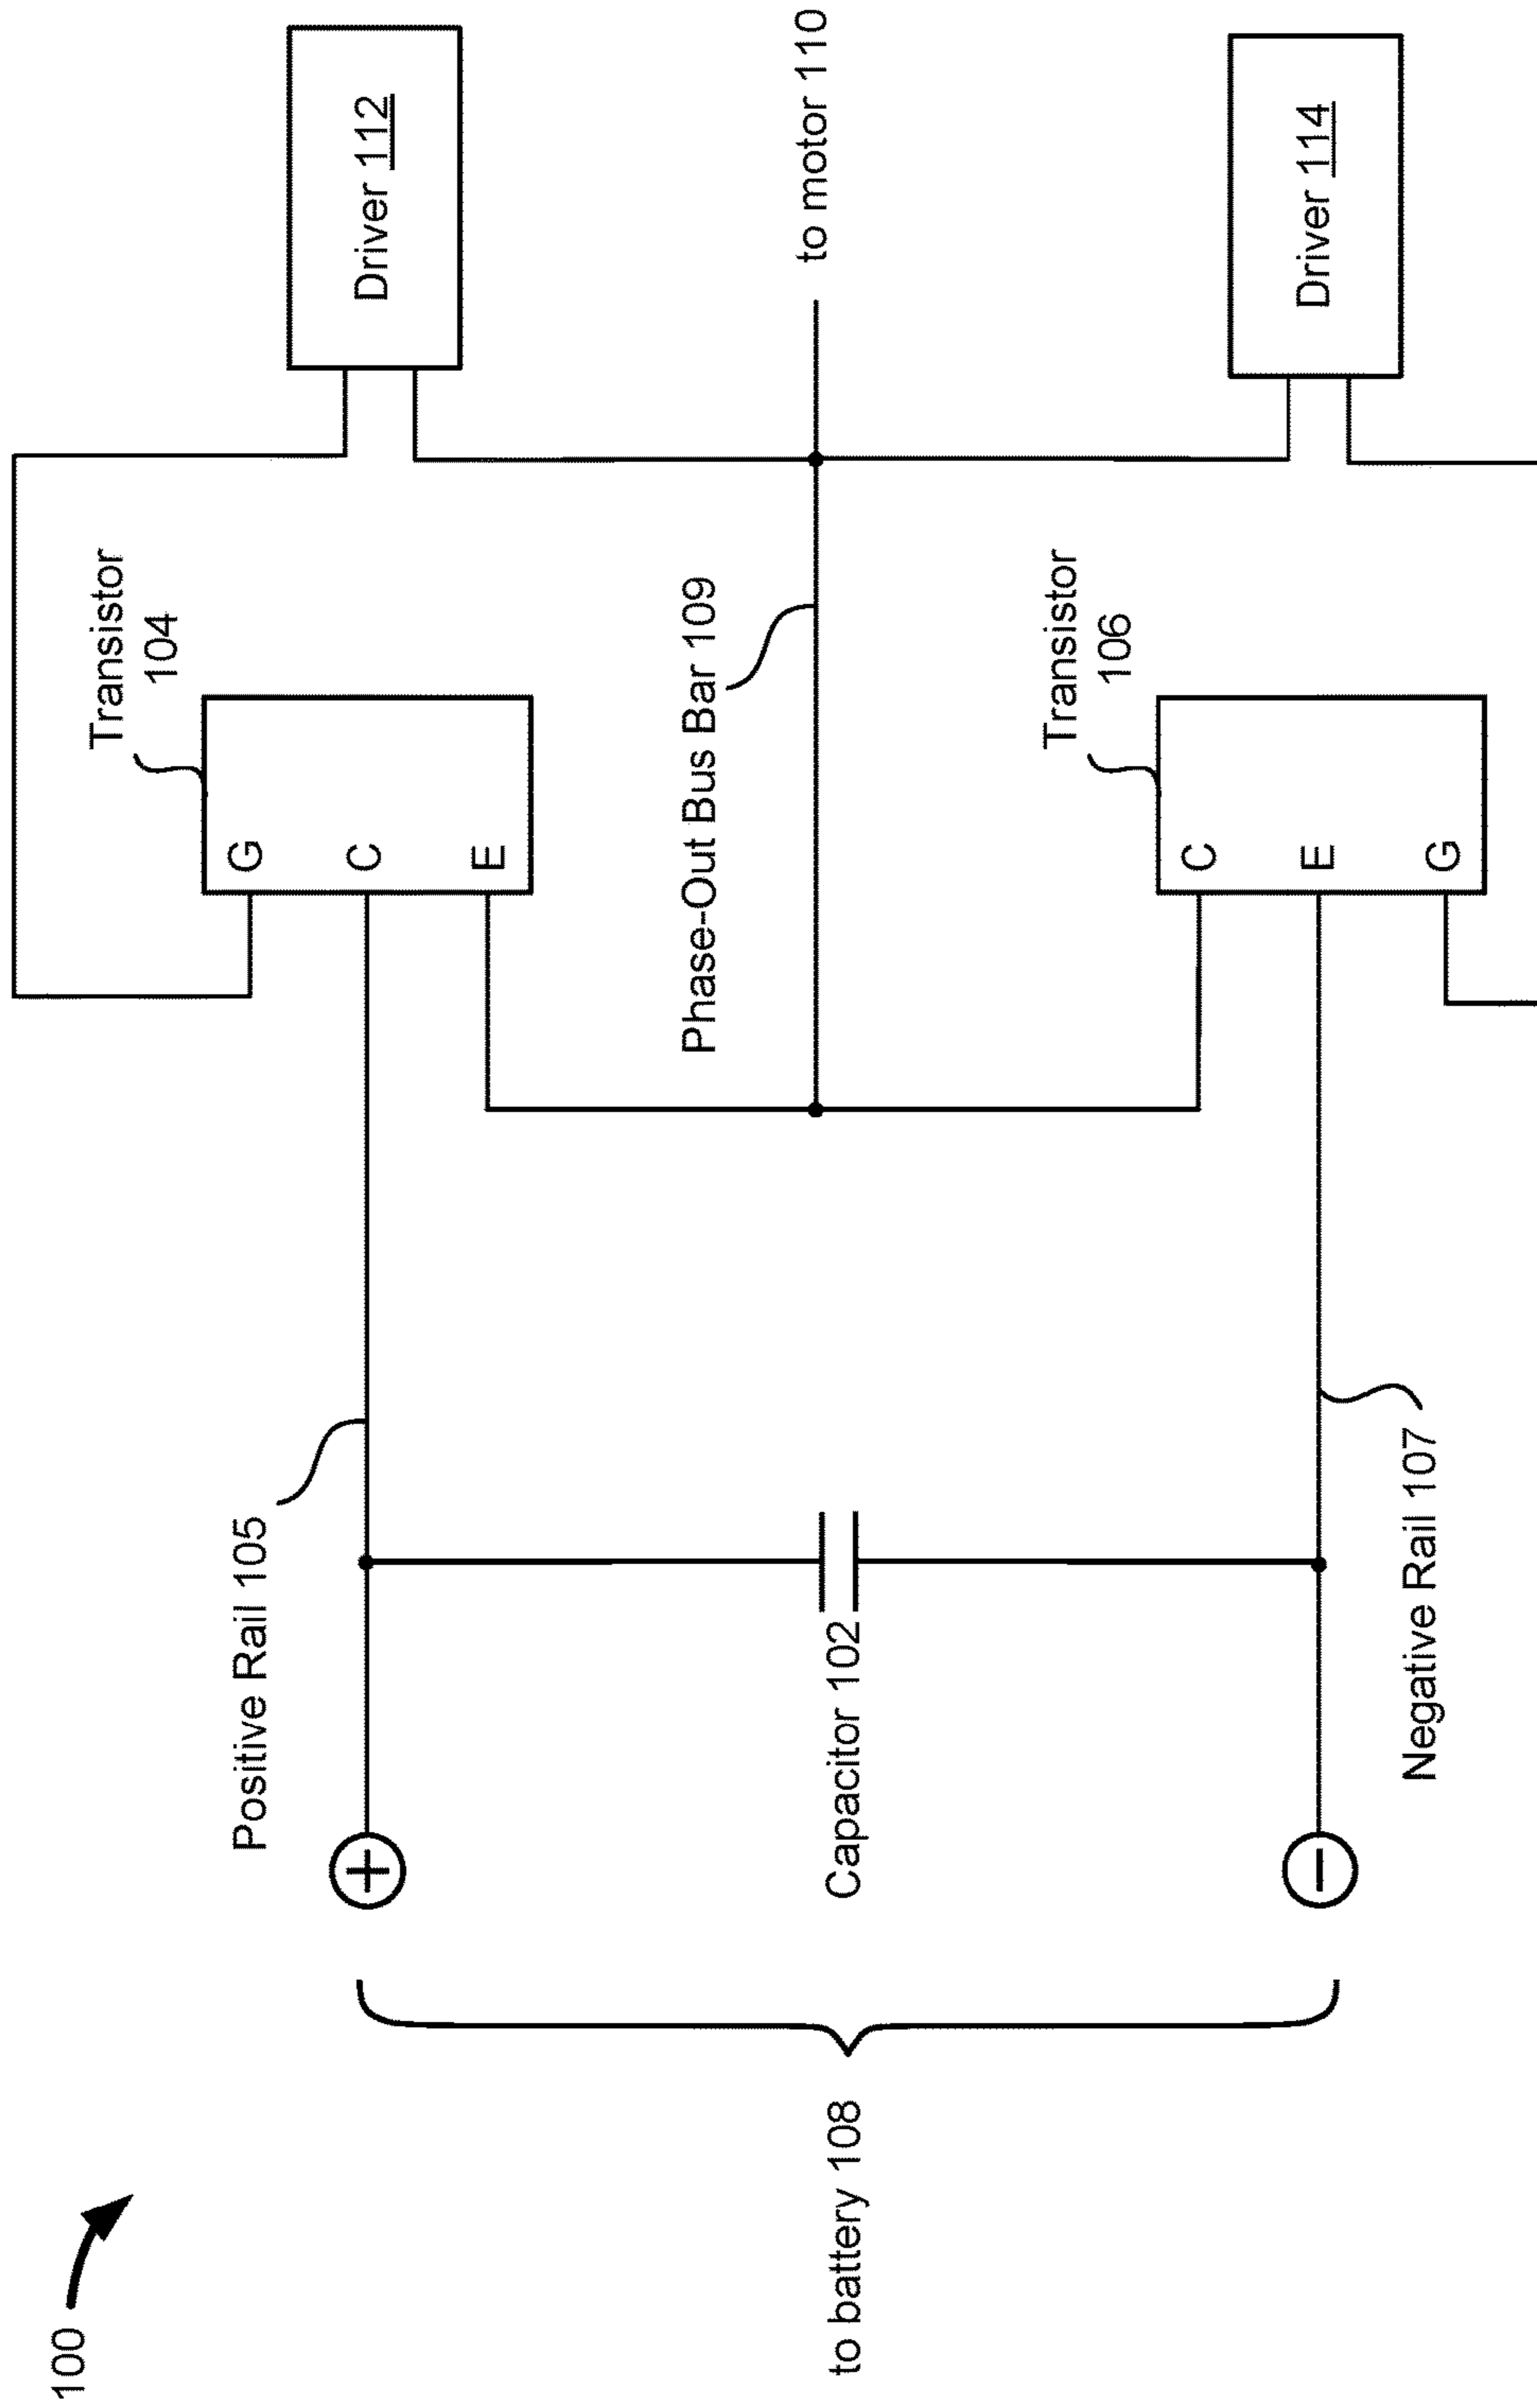 100
to battery 108
Positive Rail 105
Capacitor 102
Negative Rail 107
+
−
Transistor
104
G
C
E
Phase-Out Bus Bar 109
Transistor
106
C
E
G
Driver 112
to motor 110
Driver 114